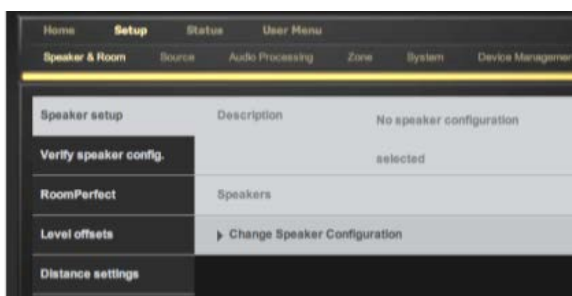 Home Setup Status User Menu
Speaker & Room Source Audio Processing Zone System Device Managemen
Speaker setup Description No speaker configuration
Verify speaker config. selected
RoomPerfect Speakers
Level offsets Change Speaker Configuration
Distance settings